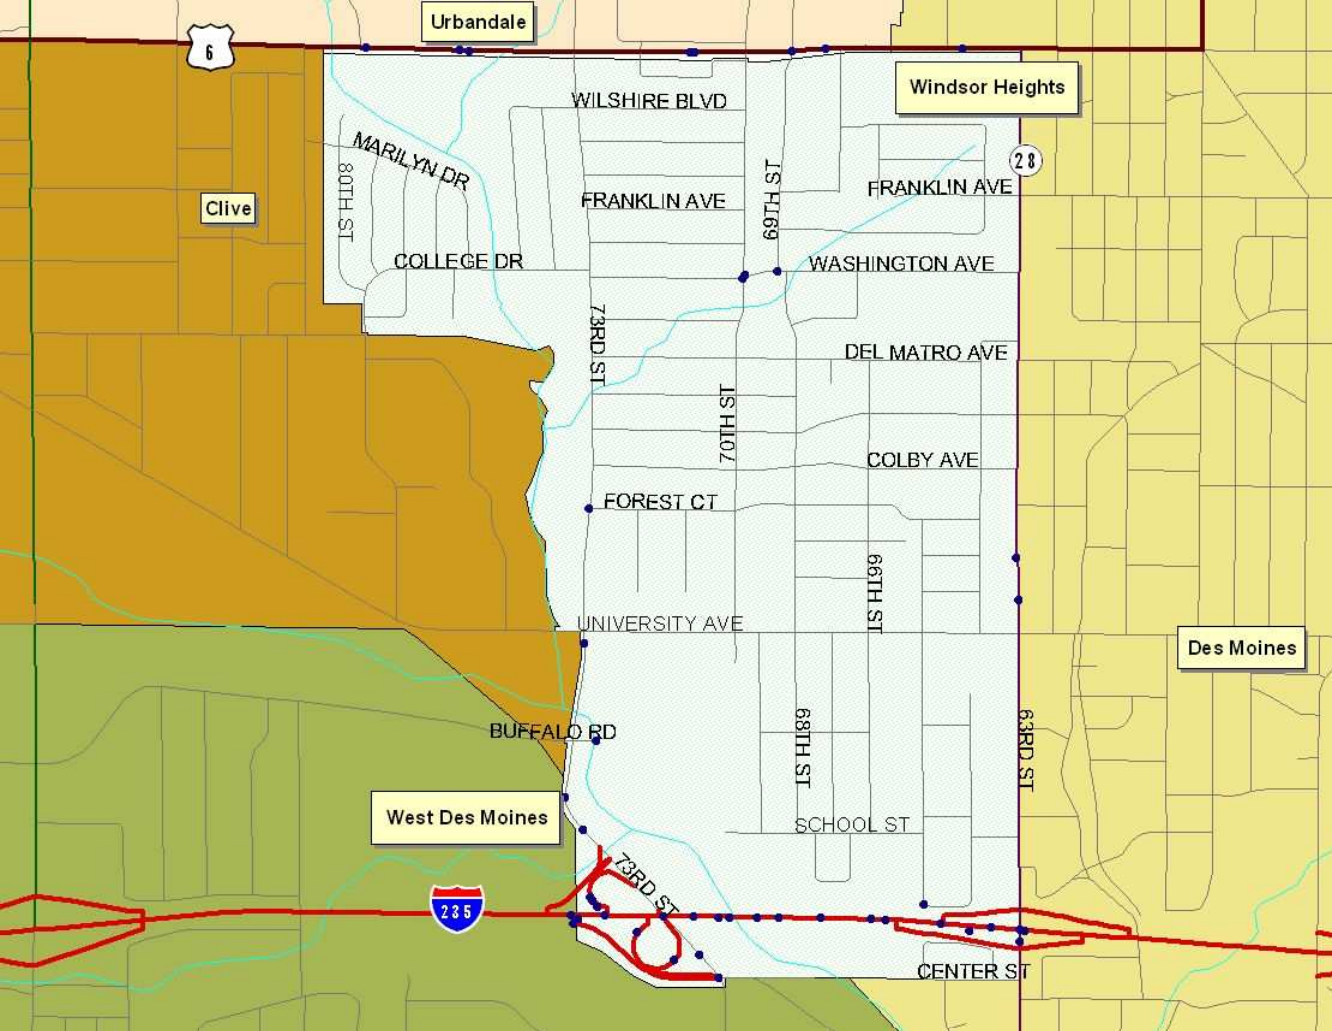 Urbandale
6
Windsor Heights
WILSHIRE BLVD
MARILYN DR
28
80TH ST
69TH ST
FRANKLIN AVE
FRANKLIN AVE
Clive
COLLEGE DR
WASHINGTON AVE
73RD ST
DEL MATRO AVE
70TH ST
COLBY AVE
FOREST CT
66TH ST
UNIVERSITY AVE
Des Moines
BUFFALO RD
68TH ST
63RD ST
West Des Moines
SCHOOL ST
73RD ST
235
CENTER ST